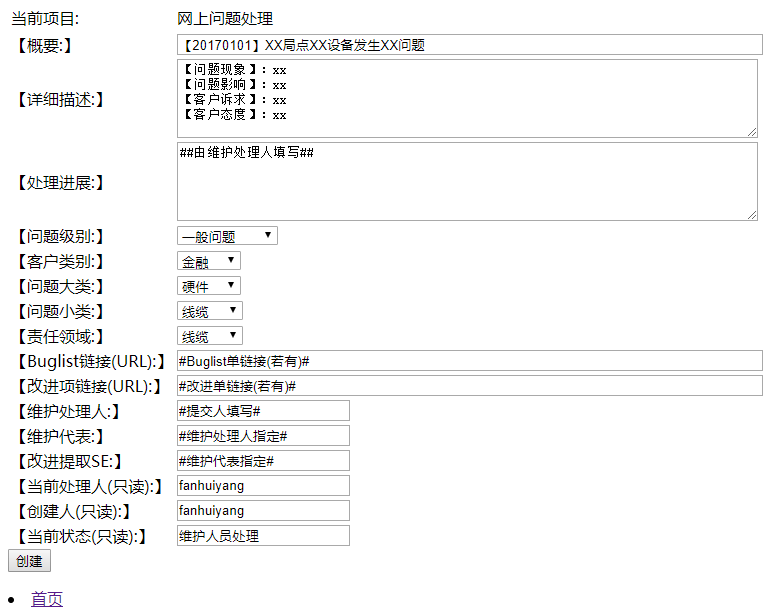 当前项目: 网上问题处理
【概要:】 【20170101】XX局点XX设备发生XX问题
【详细描述:】
【问题现象】：xx
【问题影响】：xx
【客户诉求】：xx
【客户态度】：xx
【处理进展:】
##由维护处理人填写##
【问题级别:】 一般问题
【客户类别:】 金融
【问题大类:】 硬件
【问题小类:】 线缆
【责任领域:】 线缆
【Buglist链接(URL):】 #Buglist单链接(若有)#
【改进项链接(URL):】 #改进单链接(若有)#
【维护处理人:】 #提交人填写#
【维护代表:】 #维护处理人指定#
【改进提取SE:】 #维护代表指定#
【当前处理人(只读):】 fanhuiyang
【创建人(只读):】 fanhuiyang
【当前状态(只读):】 维护人员处理
创建
首页